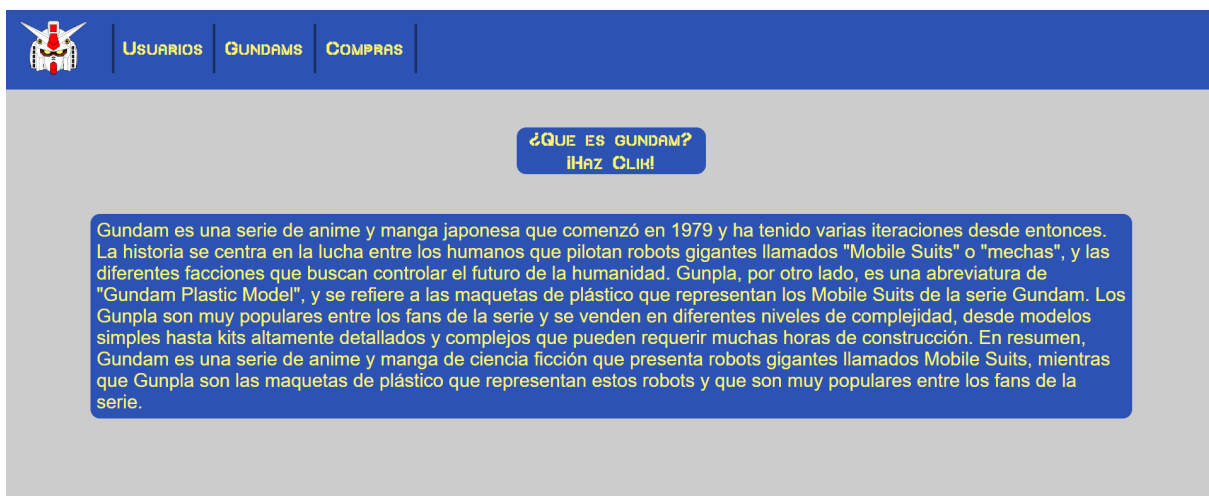 Usuarios
Gundams
Compras
¿Que es gundam?
¡Haz Clik!
Gundam es una serie de anime y manga japonesa que comenzó en 1979 y ha tenido varias iteraciones desde entonces.
La historia se centra en la lucha entre los humanos que pilotan robots gigantes llamados "Mobile Suits" o "mechas", y las
diferentes facciones que buscan controlar el futuro de la humanidad. Gunpla, por otro lado, es una abreviatura de
"Gundam Plastic Model", y se refiere a las maquetas de plástico que representan los Mobile Suits de la serie Gundam. Los
Gunpla son muy populares entre los fans de la serie y se venden en diferentes niveles de complejidad, desde modelos
simples hasta kits altamente detallados y complejos que pueden requerir muchas horas de construcción. En resumen,
Gundam es una serie de anime y manga de ciencia ficción que presenta robots gigantes llamados Mobile Suits, mientras
que Gunpla son las maquetas de plástico que representan estos robots y que son muy populares entre los fans de la
serie.